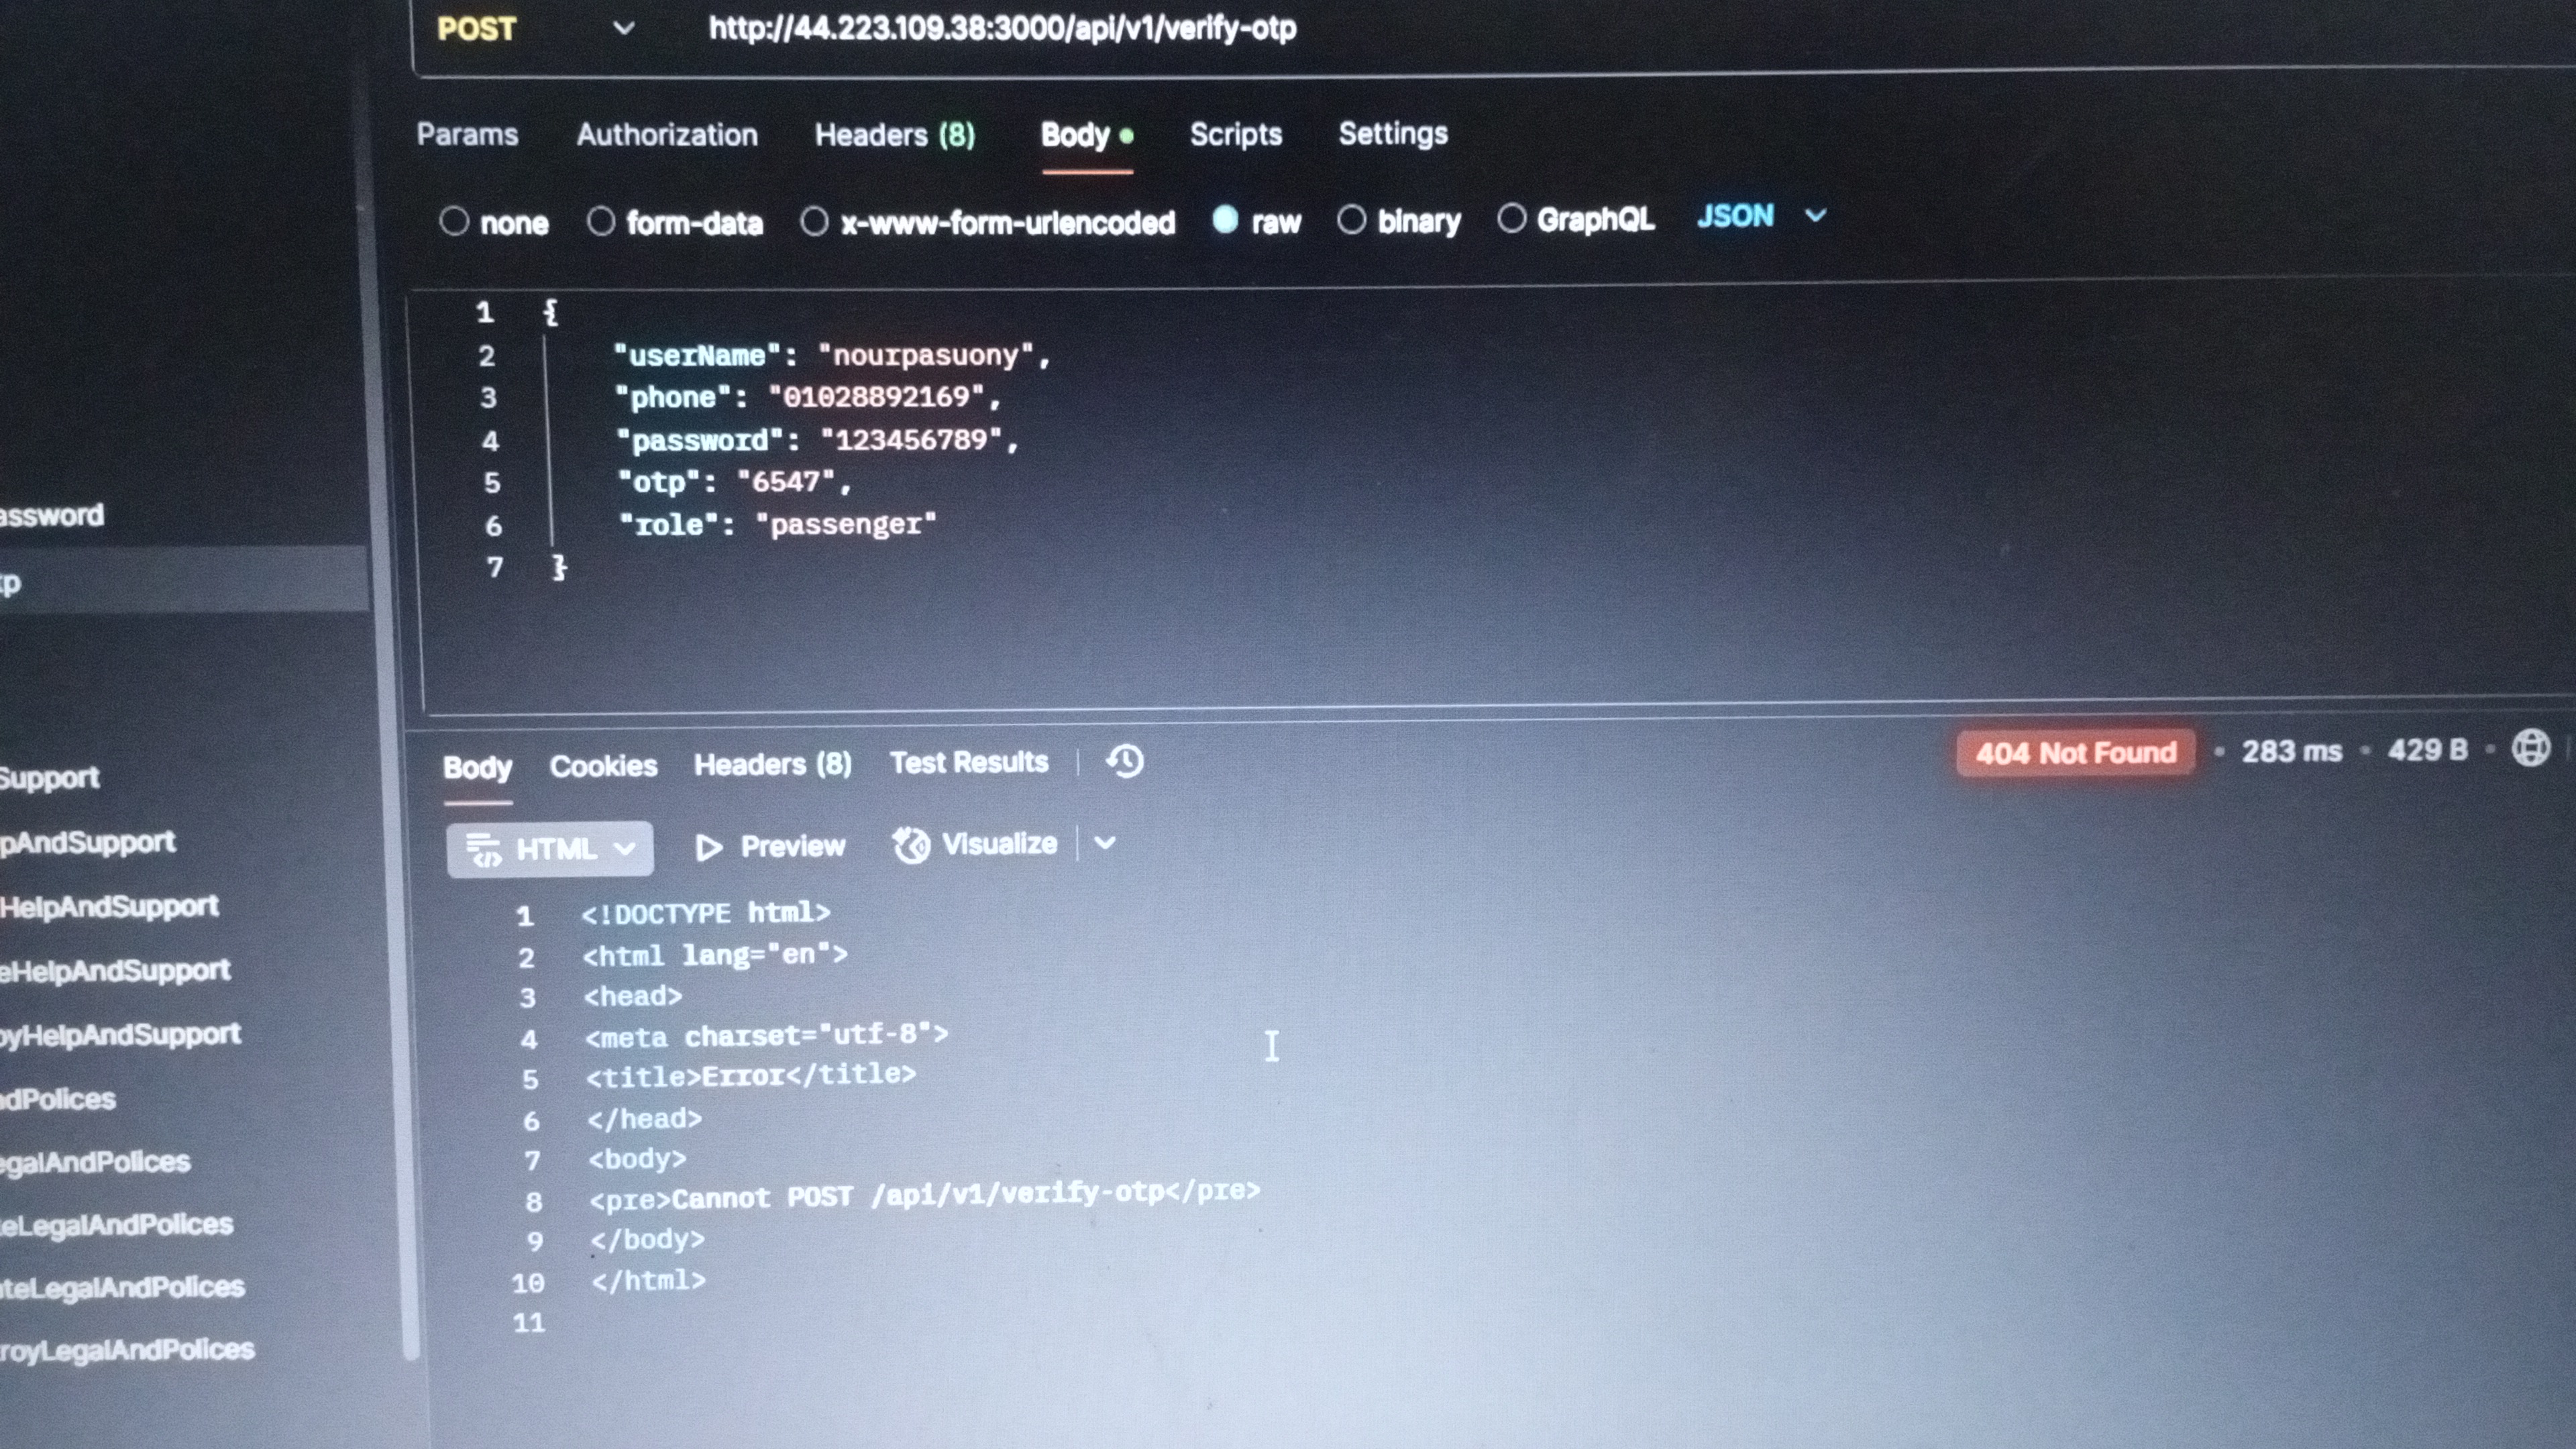 POST http://44.223.109.38:3000/api/v1/verify-otp
Params Authorization Headers (8) Body Scripts Settings
none form-data x-www-form-urlencoded raw binary GraphQL JSON
1 {
2 "userName": "nourpasuony",
3 "phone": "01028892169",
4 "password": "123456789",
5 "otp": "6547",
6 "role": "passenger"
7 }
assword
Support
pAndSupport
HelpAndSupport
eHelpAndSupport
oyHelpAndSupport
ndPolices
egalAndPolices
eLegalAndPolices
ateLegalAndPolices
royLegalAndPolices
Body Cookies Headers (8) Test Results 404 Not Found • 283 ms • 429 B •
HTML Preview Visualize
1 <!DOCTYPE html>
2 <html lang="en">
3 <head>
4 <meta charset="utf-8">
5 <title>Error</title>
6 </head>
7 <body>
8 <pre>Cannot POST /api/v1/verify-otp</pre>
9 </body>
10 </html>
11